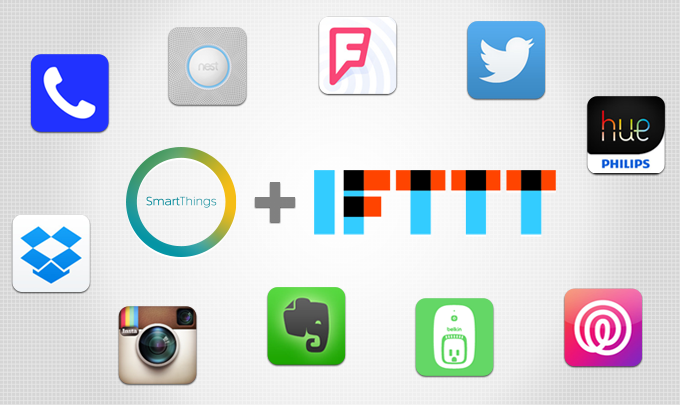 nest
F
hue
PHILIPS
SmartThings
+
IFTTT
Insta
belkin